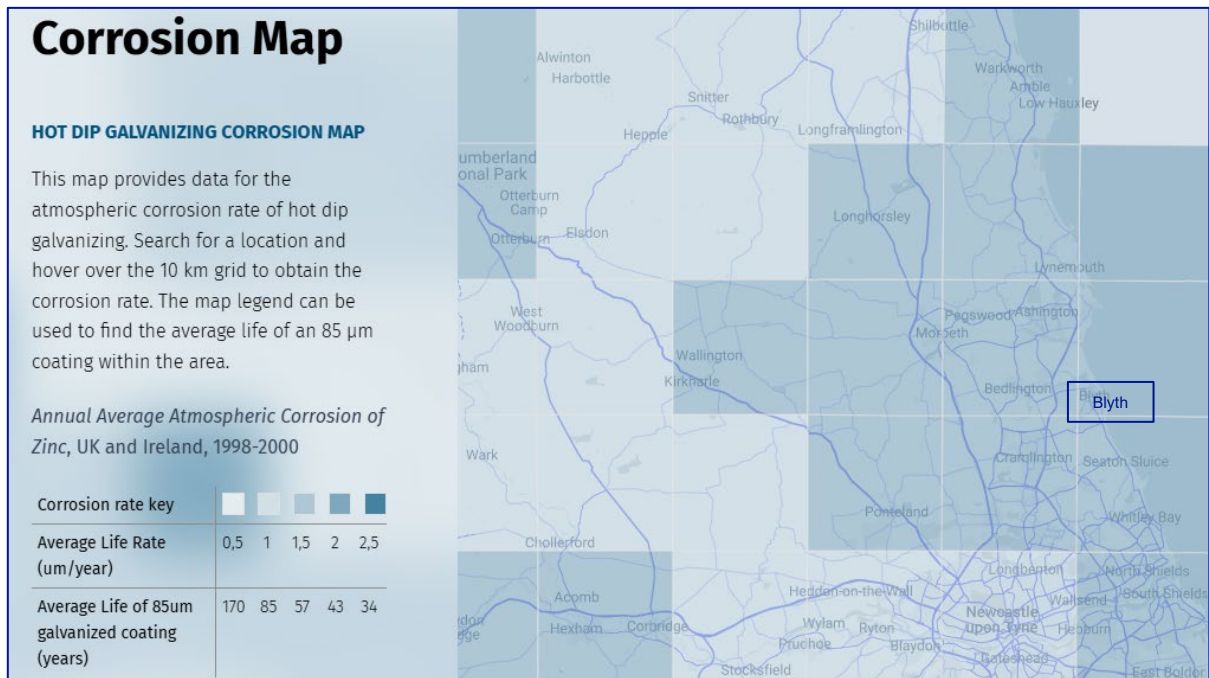 Corrosion Map
HOT DIP GALVANIZING CORROSION MAP
This map provides data for the
atmospheric corrosion rate of hot dip
galvanizing. Search for a location and
hover over the 10 km grid to obtain the
corrosion rate. The map legend can be
used to find the average life of an 85 µm
coating within the area.
Annual Average Atmospheric Corrosion of
Zinc, UK and Ireland, 1998-2000
Corrosion rate key
Average Life Rate 0,5 1 1,5 2 2,5
(um/year)
Average Life of 85um 170 85 57 43 34
galvanized coating
(years)
Shilbottle
Alwinton
Warkworth
Harbottle
Amble
Snitter
Low Hauxley
Rothbury
Longframlington
Hepple
umberland
onal Park
Otterburn
Camp
Longhorsley
Otterburn
Elsdon
Lynemouth
West
Woodburn
Pegswood
Ashington
Morpeth
Wallington
gham
Kirkharle
Bedlington
Blyth
Wark
Cramlington
Seaton Sluice
Ponteland
Whitley Bay
Chollerford
Longbenton
North Shields
Heddon-on-the-Wall
Acomb
Wallsend
South Shields
Newcastle
upon Tyne
ydon
dge
Hexham
Corbridge
Wylam
Ryton
Hebburn
Prudhoe
Blaydon
Gateshead
Stocksfield
East Boldon